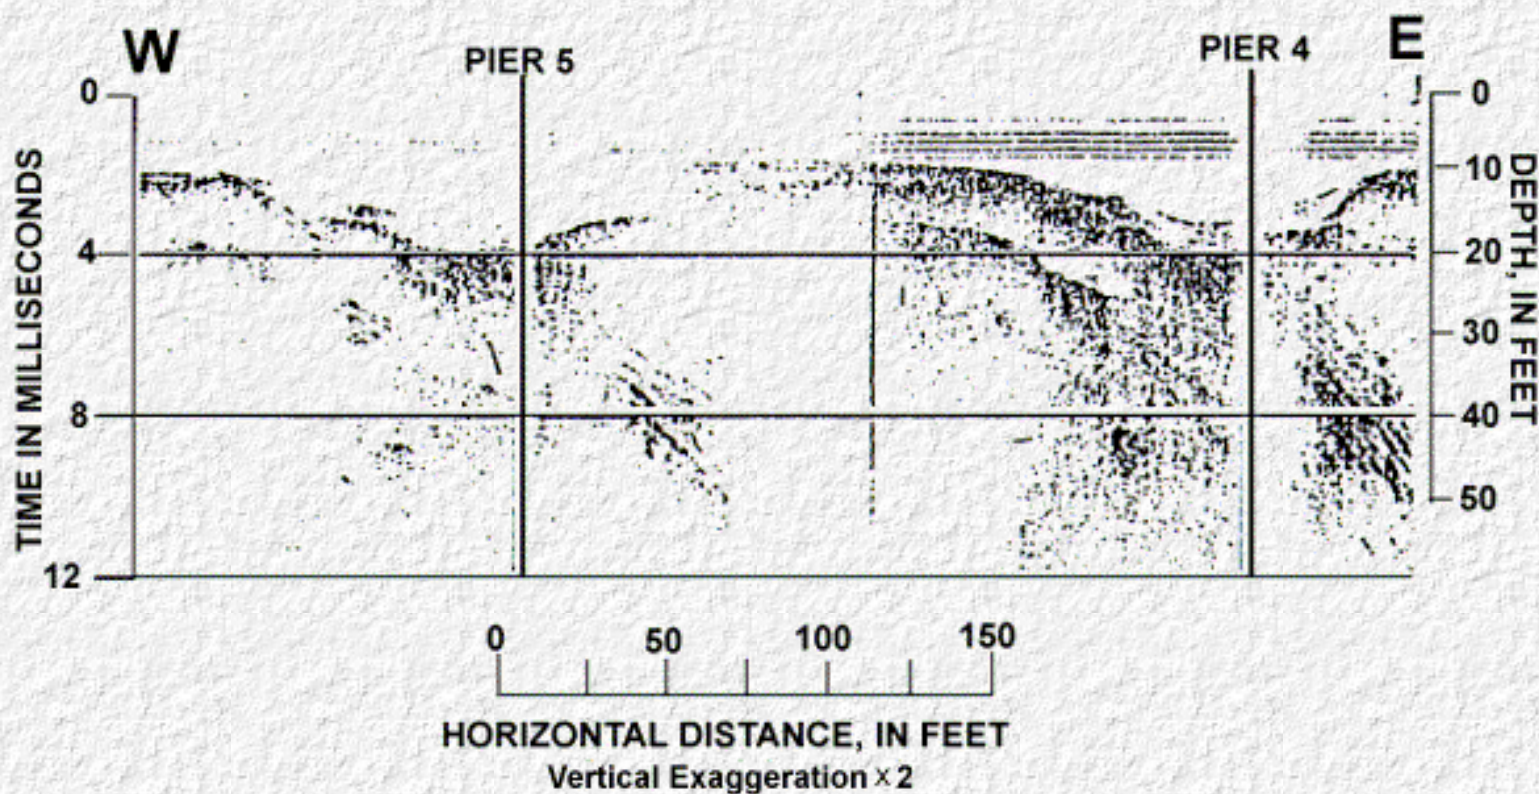 W
PIER 5
PIER 4
E
0
4
8
12
TIME IN MILLISECONDS
0
10
20
30
40
50
DEPTH, IN FEET
0 50 100 150
HORIZONTAL DISTANCE, IN FEET
Vertical Exaggeration x 2